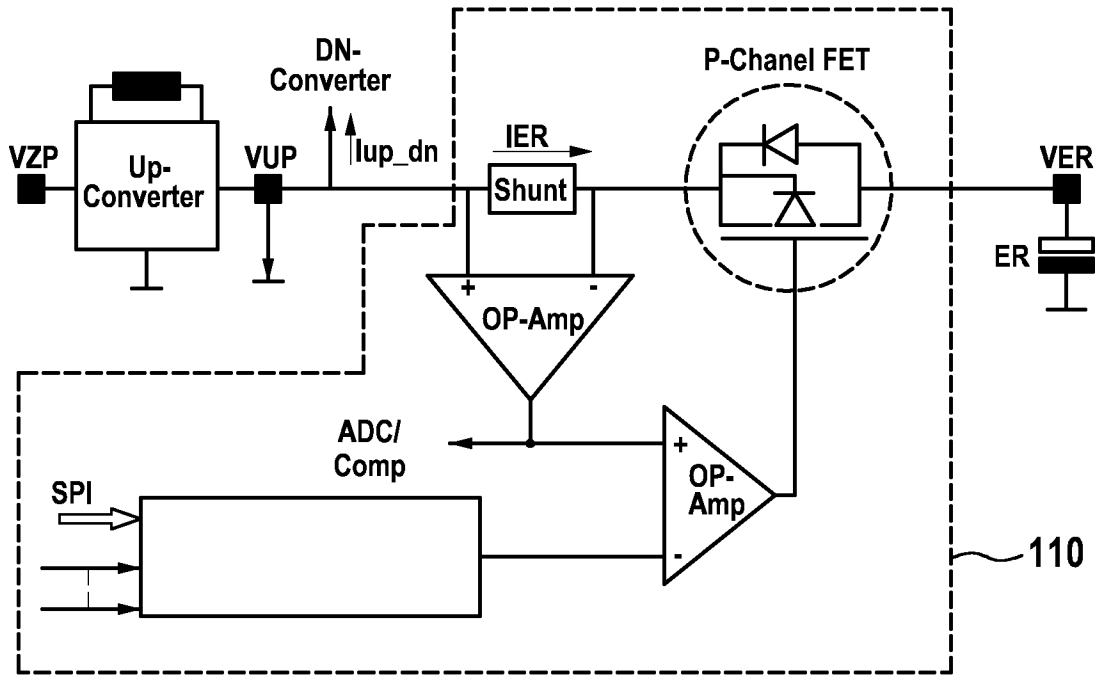 DN-
Converter
P-Chanel FET
Iup_dn
IER
VZP
Up-
Converter
VUP
Shunt
VER
ER
+ -
OP-Amp
ADC/
Comp
+
OP-
Amp
-
SPI
110